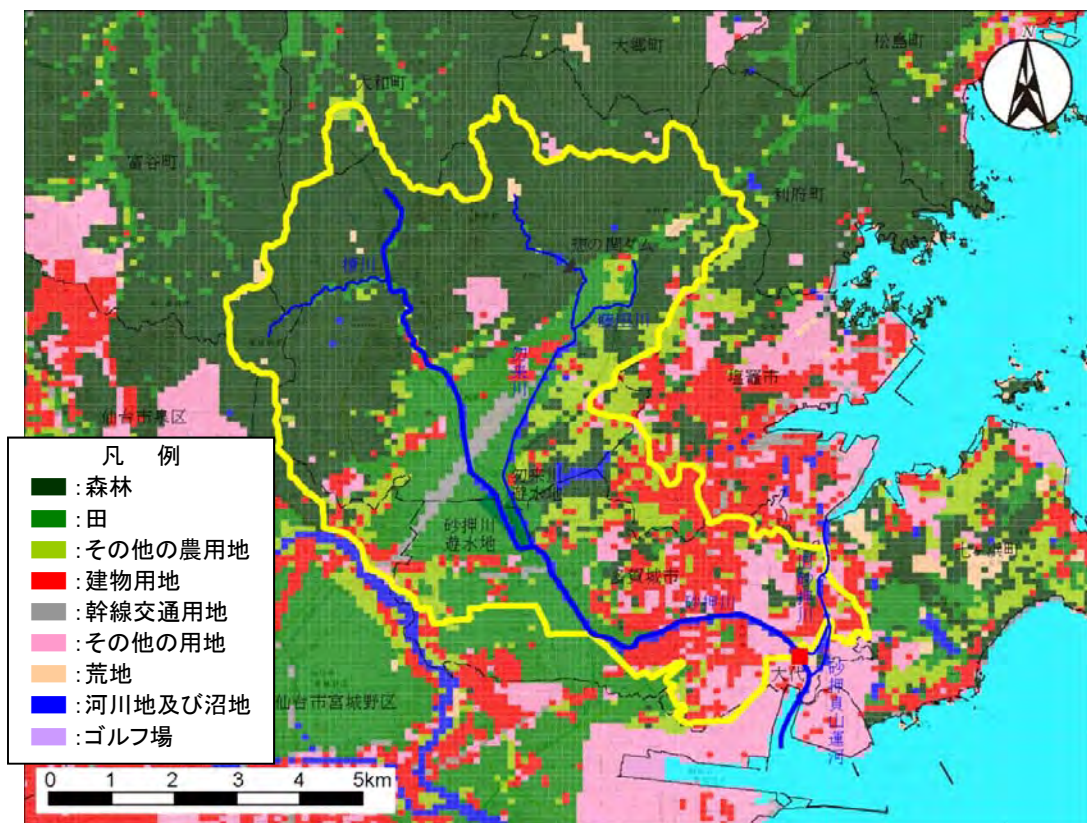 大郷町
松島町
N
大和町
富谷町
利府町
惣の関ダム
勿来川
塩竈市
仙台市泉区
勿来川
遊水地
砂押川
遊水地
多賀城市
七ヶ浜町
砂押川
旧砂押川
大代
砂押貞山運河
仙台市宮城野区
凡 例
:森林
:田
:その他の農用地
:建物用地
:幹線交通用地
:その他の用地
:荒地
:河川地及び沼地
:ゴルフ場
0 1 2 3 4 5km